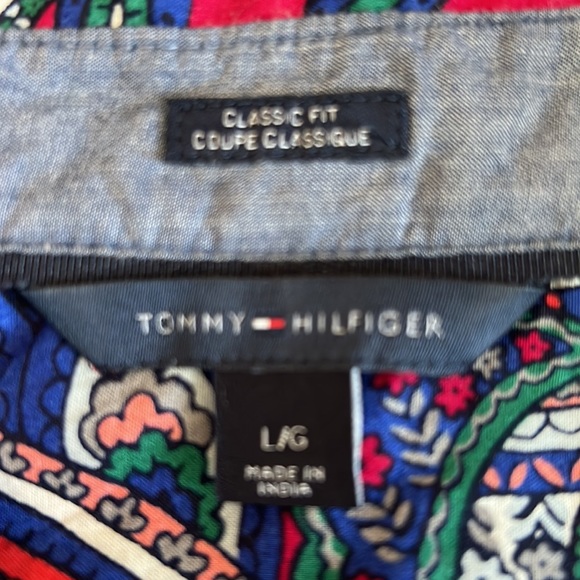 CLASSIC FIT
COUPE CLASSIQUE
TOMMY HILFIGER
L/G
MADE IN
INDIA